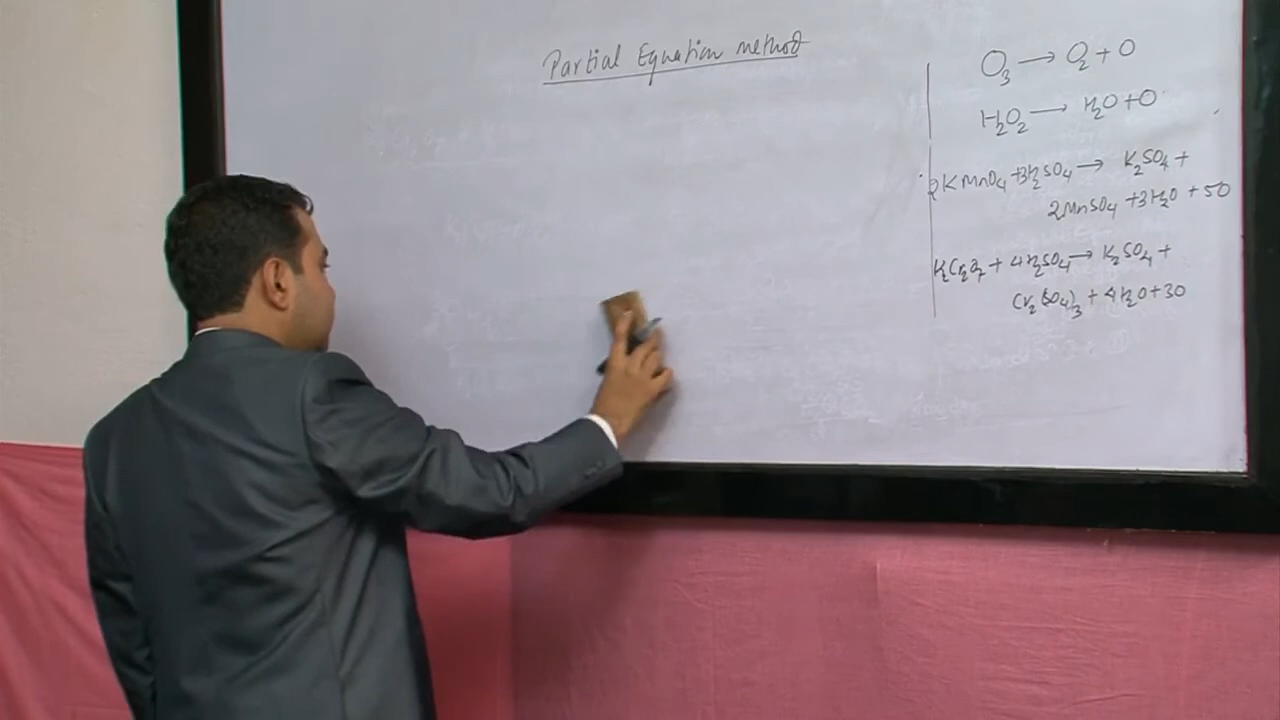 Partial Equation method
O₃ → O₂ + O
H₂O₂ → H₂O + O
2KMnO₄ + 3H₂SO₄ → K₂SO₄ +
2MnSO₄ + 3H₂O + 5O
K₂Cr₂O₇ + 4H₂SO₄ → K₂SO₄ +
Cr₂(SO₄)₃ + 4H₂O + 3O